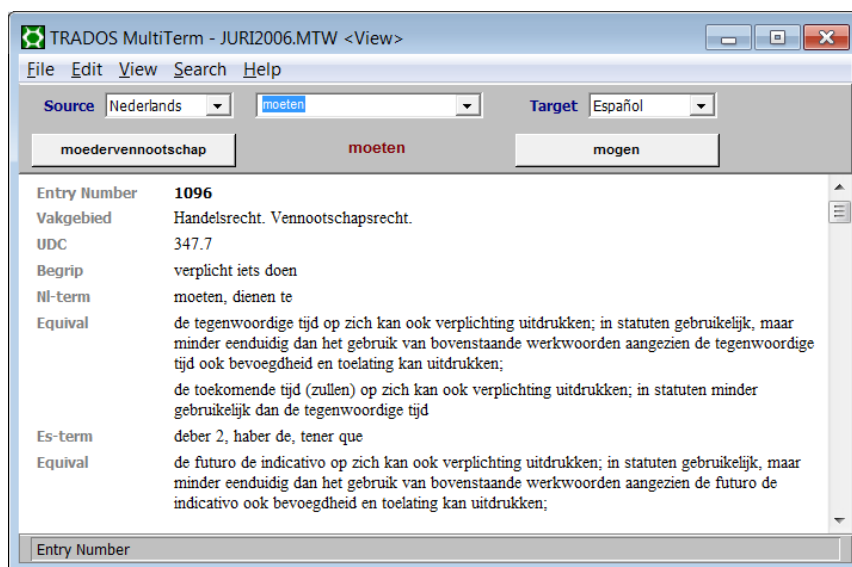 TRADOS MultiTerm - JURI2006.MTW <View>
File Edit View Search Help
Source Nederlands moeten Target Español
moedervennootschap moeten mogen
Entry Number 1096
Vakgebied Handelsrecht. Vennootschapsrecht.
UDC 347.7
Begrip verplicht iets doen
Nl-term moeten, dienen te
Equival de tegenwoordige tijd op zich kan ook verplichting uitdrukken; in statuten gebruikelijk, maar
minder eenduidig dan het gebruik van bovenstaande werkwoorden aangezien de tegenwoordige
tijd ook bevoegdheid en toelating kan uitdrukken;
de toekomende tijd (zullen) op zich kan ook verplichting uitdrukken; in statuten minder
gebruikelijk dan de tegenwoordige tijd
Es-term deber 2, haber de, tener que
Equival de futuro de indicativo op zich kan ook verplichting uitdrukken; in statuten gebruikelijk, maar
minder eenduidig dan het gebruik van bovenstaande werkwoorden aangezien de futuro de
indicativo ook bevoegdheid en toelating kan uitdrukken;
Entry Number